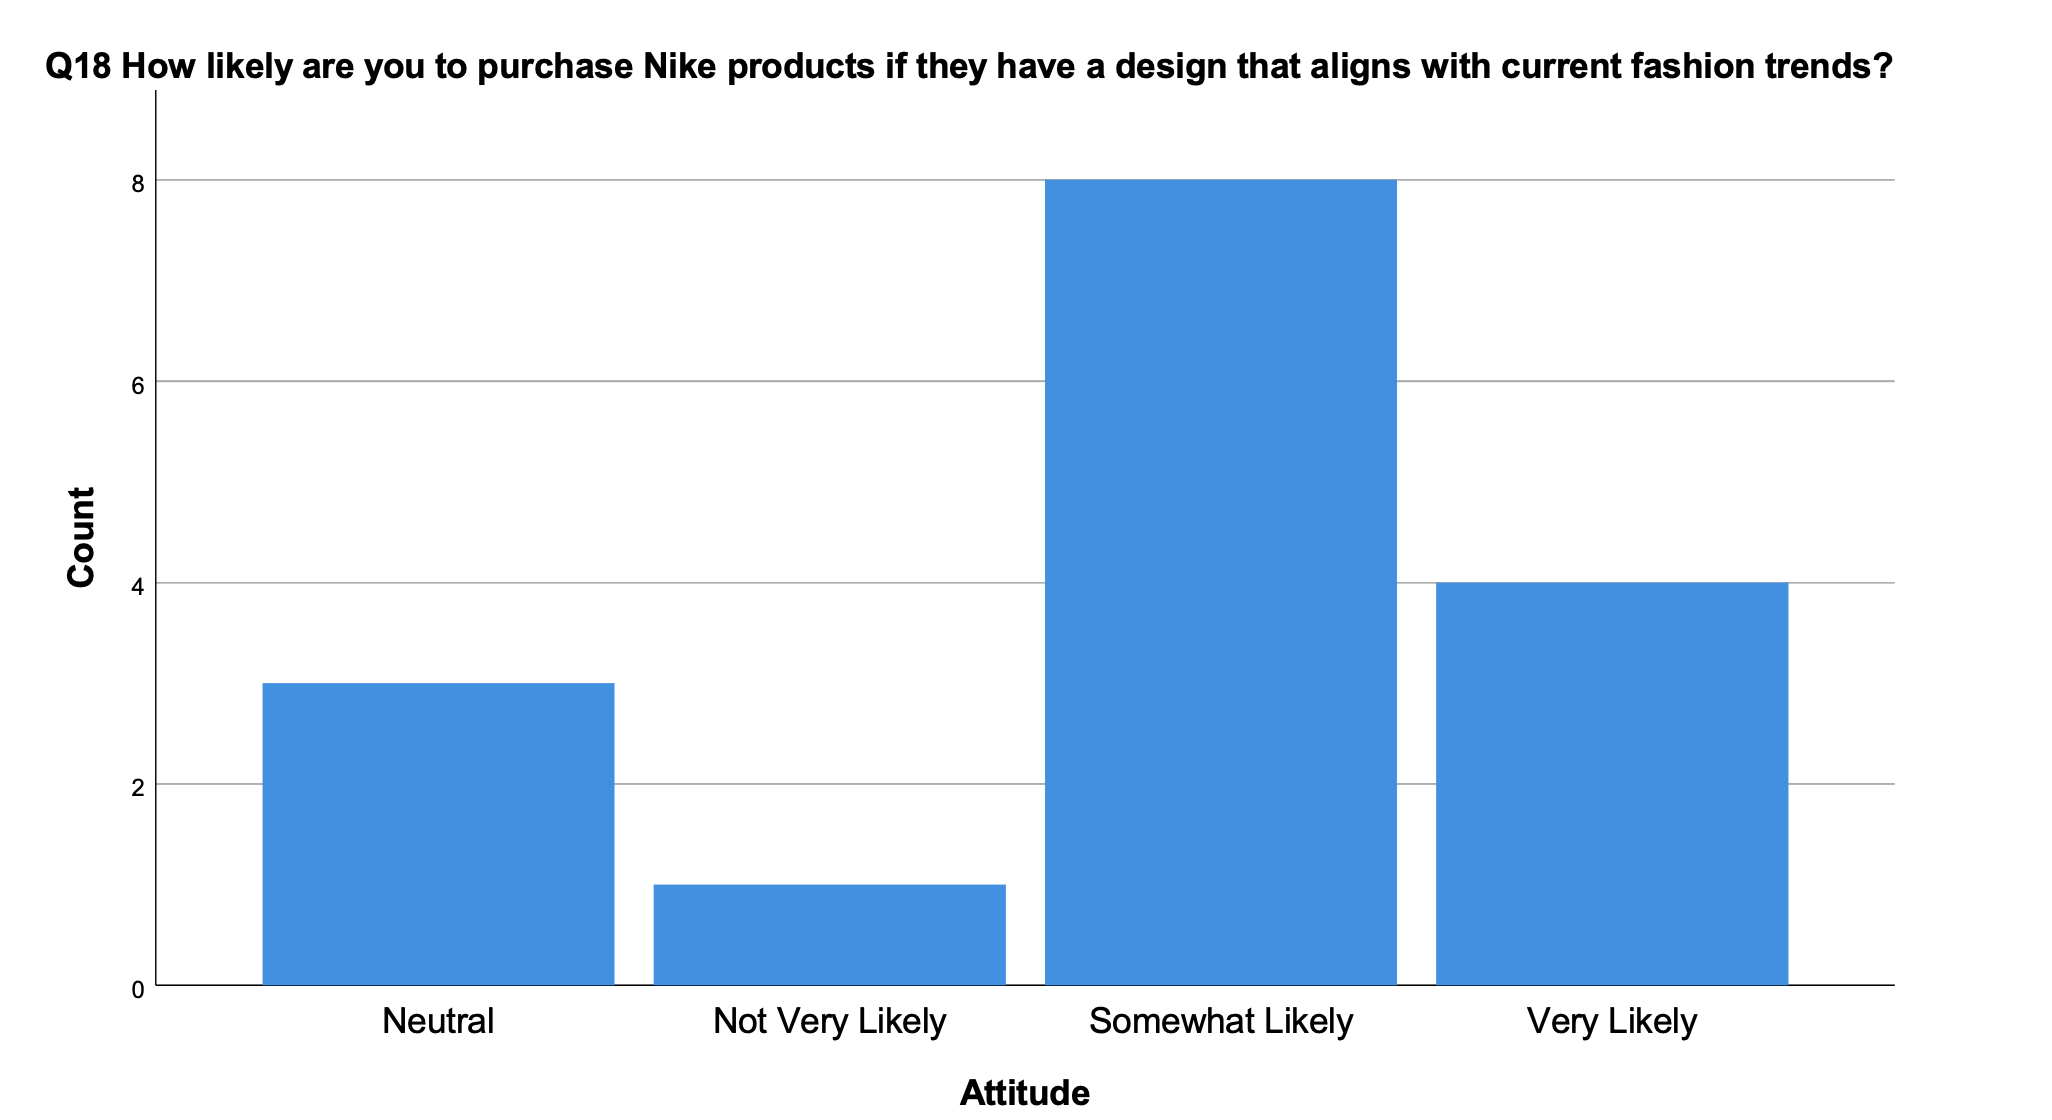 Q18 How likely are you to purchase Nike products if they have a design that aligns with current fashion trends?
8
6
4
2
0
Count
Neutral
Not Very Likely
Somewhat Likely
Very Likely
Attitude